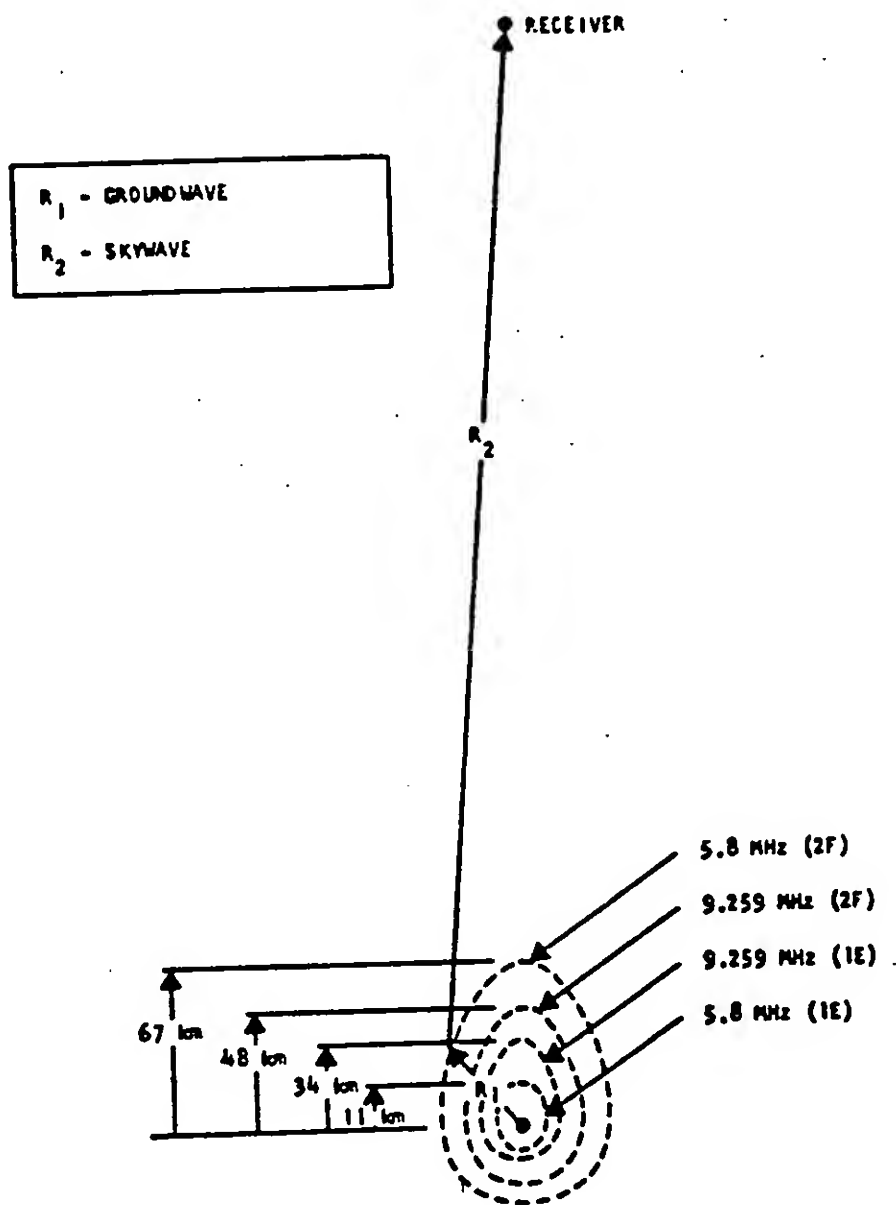 RECEIVER
R1 - GROUNDWAVE
R2 - SKYWAVE
R2
5.8 MHz (2F)
9.259 MHz (2F)
9.259 MHz (1E)
5.8 MHz (1E)
67 km
48 km
34 km
11 km
R